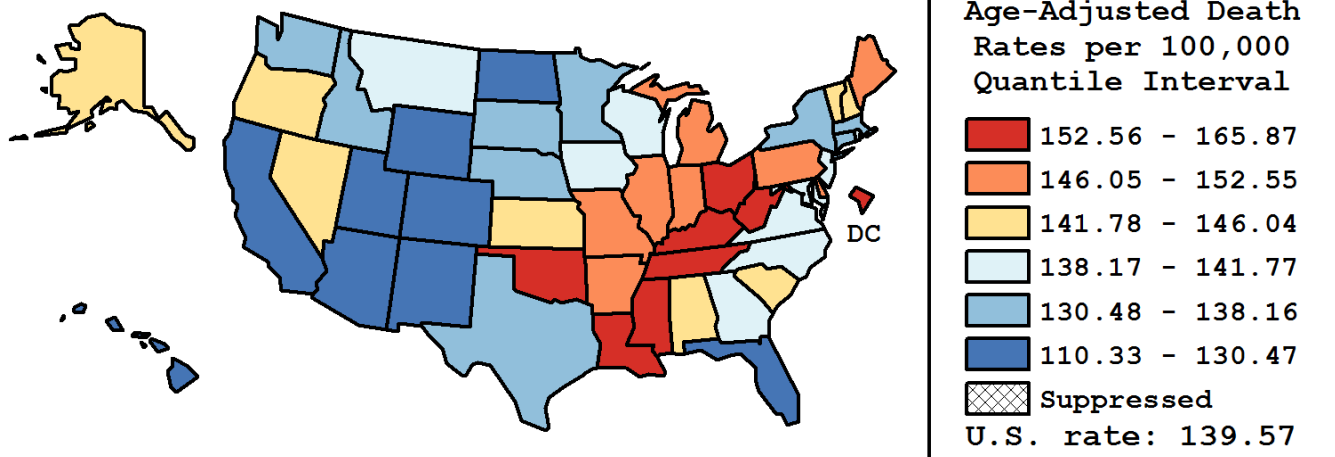 Age-Adjusted Death
Rates per 100,000
Quantile Interval
152.56 - 165.87
146.05 - 152.55
141.78 - 146.04
138.17 - 141.77
130.48 - 138.16
110.33 - 130.47
Suppressed
U.S. rate: 139.57
DC